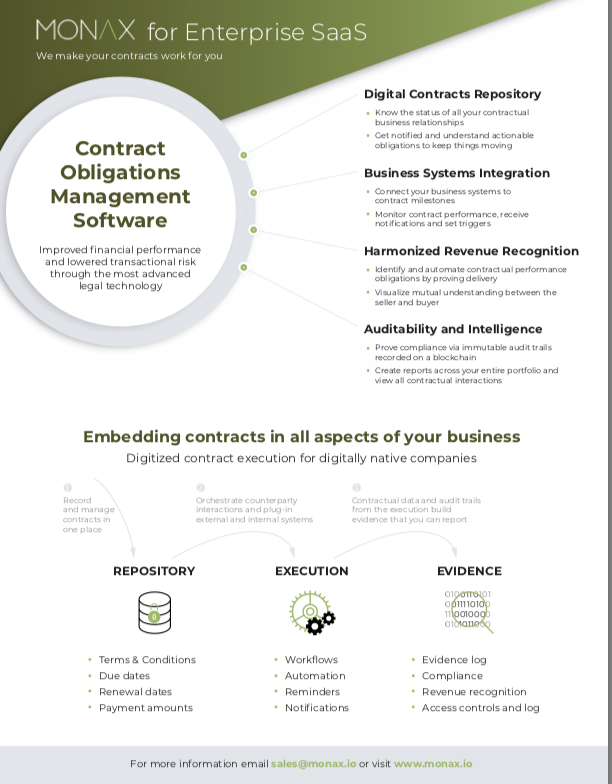 MONAX for Enterprise SaaS
We make your contracts work for you
Contract
Obligations
Management
Software
Improved financial performance
and lowered transactional risk
through the most advanced
legal technology
Digital Contracts Repository
• Know the status of all your contractual
business relationships
• Get notified and understand actionable
obligations to keep things moving
Business Systems Integration
• Connect your business systems to
contract milestones
• Monitor contract performance, receive
notifications and set triggers
Harmonized Revenue Recognition
• Identify and automate contractual performance
obligations by proving delivery
• Visualize mutual understanding between the
seller and buyer
Auditability and Intelligence
• Prove compliance via immutable audit trails
recorded on a blockchain
• Create reports across your entire portfolio and
view all contractual interactions
Embedding contracts in all aspects of your business
Digitized contract execution for digitally native companies
1
Record
and manage
contracts in
one place
2
Orchestrate counterparty
interactions and plug-in
external and internal systems
3
Contractual data and audit trails
from the execution build
evidence that you can report
REPOSITORY
• Terms & Conditions
• Due dates
• Renewal dates
• Payment amounts
EXECUTION
• Workflows
• Automation
• Reminders
• Notifications
EVIDENCE
• Evidence log
• Compliance
• Revenue recognition
• Access controls and log
For more information email sales@monax.io or visit www.monax.io